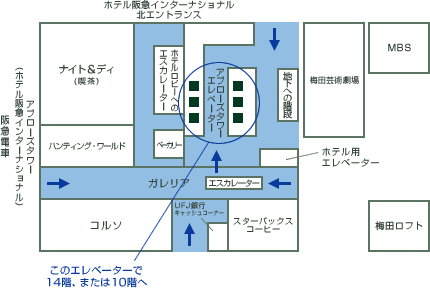 ホテル阪急インターナショナル
北エントランス
ナイト&ディ
(喫茶)
ホテルロビーへの
エスカレーター
アプローズタワー
エレベーター
地下への階段
梅田芸術劇場
MBS
ハンティング・ワールド
ベーカリー
ホテル用
エレベーター
阪急電車
アプローズタワー
(ホテル阪急インターナショナル)
ガレリア
エスカレーター
コルソ
UFJ銀行
キャッシュコーナー
スターバックス
コーヒー
梅田ロフト
このエレベーターで
14階、または10階へ